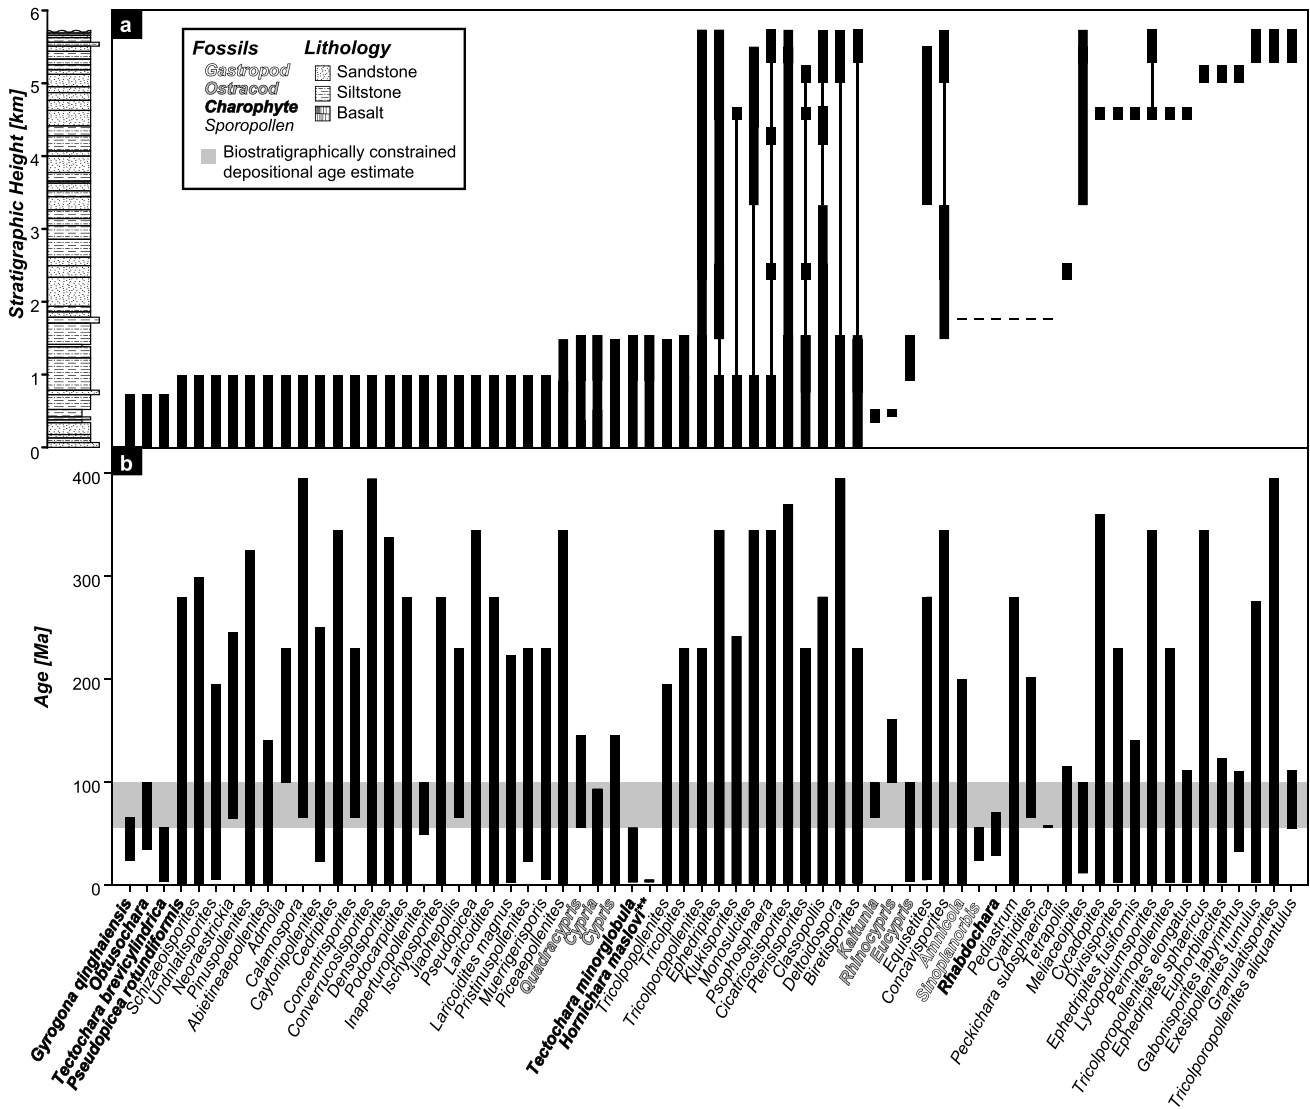 a
Fossils
Gastropod
Ostracod
Charophyte
Sporopollen
Lithology
Sandstone
Siltstone
Basalt
Biostratigraphically constrained
depositional age estimate
Stratigraphic Height [km]
6
5
4
3
2
1
0
b
Age [Ma]
400
300
200
100
0
Gyrogona qinghalensis
Obtusochara
Tectochara brevicylindrica
Pseudopicea rotundiformis
Schizaeoisporites
Undulatisporites
Neoraestrickia
Pinuspollenites
Abietineaepollenites
Admolia
Calamospora
Caytonipollenites
Cedripites
Concentrisporites
Converrucosisporites
Densoisporites
Podocarpidites
Inaperturopollenites
Ischyosporites
Jiaohepollis
Pseudopicea
Laricoidites
Laricoidites magnus
Pristinuspollenites
Muerrigerisporis
Piceaepollenites
Quadracypris
Cypria
Cypris
Tectochara minorglobula
Hornichara maslovi**
Tricolpopollenites
Tricolpites
Tricolporopollenites
Ephedripites
Klukisporites
Monosulcites
Psophosphaera
Cicatricosisporites
Pterisisporites
Classopollis
Deltoidospora
Biretisporites
Kaitunia
Rhinocypris
Eucypris
Equisetites
Concavisporites
Amnicola
Sinoplanorbis
Rhabdochara
Pediastrum
Cyathidites
Peckichara subsphaerica
Tetrapollis
Meliaceoipites
Cycadopites
Divisisporites
Ephedripites fusiformis
Lycopodiumsporites
Perinopollenites
Tricolporopollenites elongatus
Ephedripites sphaericus
Euphorbiacites
Gabonisporites labyrinthus
Exesipollenites tumulus
Granulatisporites
Tricolporopollenites aliquantulus